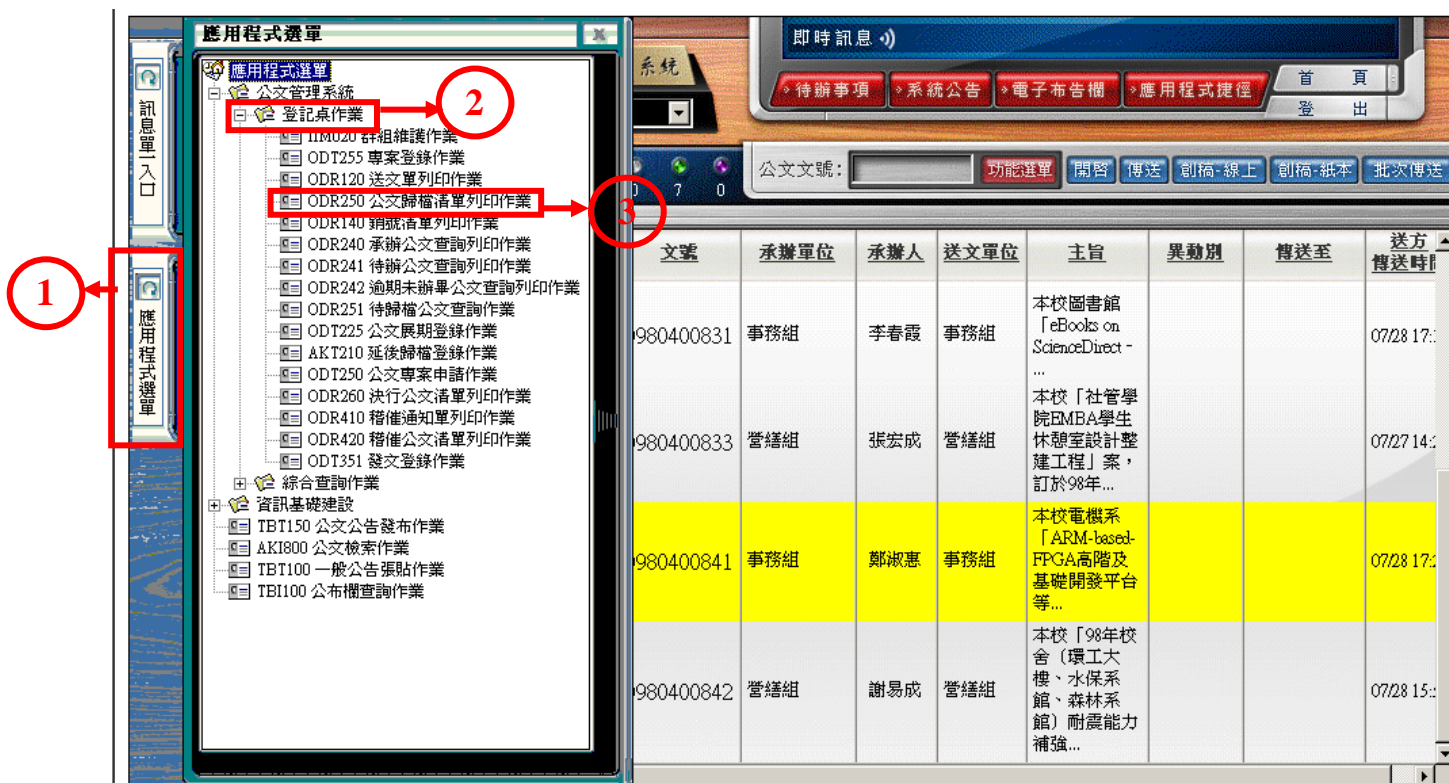 訊息單一入口
1
應用程式選單
應用程式選單
應用程式選單
公文管理系統
登記桌作業
2
IIM020 群組維護作業
ODT255 專案登錄作業
ODR120 送文單列印作業
ODR250 公文歸檔清單列印作業
3
ODR140 銷號清單列印作業
ODR240 承辦公文查詢列印作業
ODR241 待辦公文查詢列印作業
ODR242 逾期未辦畢公文查詢列印作業
ODR251 待歸檔公文查詢作業
ODT225 公文展期登錄作業
AKT210 延後歸檔登錄作業
ODT250 公文專案申請作業
ODR260 決行公文清單列印作業
ODR410 稽催通知單列印作業
ODR420 稽催公文清單列印作業
ODT351 發文登錄作業
綜合查詢作業
資訊基礎建設
TBT150 公文公告發布作業
AKI800 公文檢索作業
TBT100 一般公告張貼作業
TBI100 公布欄查詢作業
系統
即時訊息
待辦事項 系統公告 電子布告欄 應用程式捷徑
首頁
登出
0 7 0
公文文號: 功能選單 開啓 傳送 創稿-線上 創稿-紙本 批次傳送
文號 承辦單位 承辦人 送文單位 主旨 異動別 傳送至 送方
傳送時
980400831 事務組 李春霞 事務組 本校圖書館
「eBooks on
ScienceDirect -
...
07/28 17:
980400833 營繕組 張宏成 營繕組 本校「社管學
院EMBA學生
休憩室設計整
建工程」案，
訂於98年...
07/27 14:
980400841 事務組 鄭淑惠 事務組 本校電機系
「ARM-based-
FPGA高階及
基礎開發平台
等...
07/28 17:
980400842 營繕組 謝易成 營繕組 本校「98年校
舍（環工大
樓、水保系
館、森林系
館）耐震能力
補強...
07/28 15: